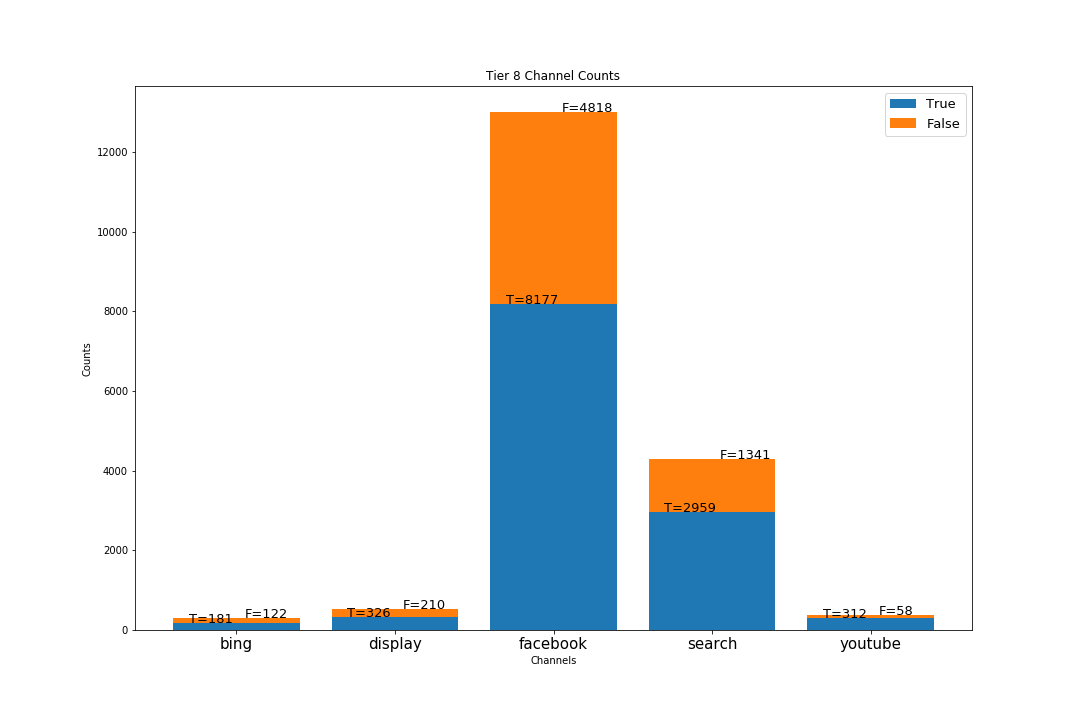 Tier 8 Channel Counts
True
False
Counts
12000
10000
8000
6000
4000
2000
0
T=181
F=122
T=326
F=210
T=8177
F=4818
T=2959
F=1341
T=312
F=58
bing
display
facebook
search
youtube
Channels